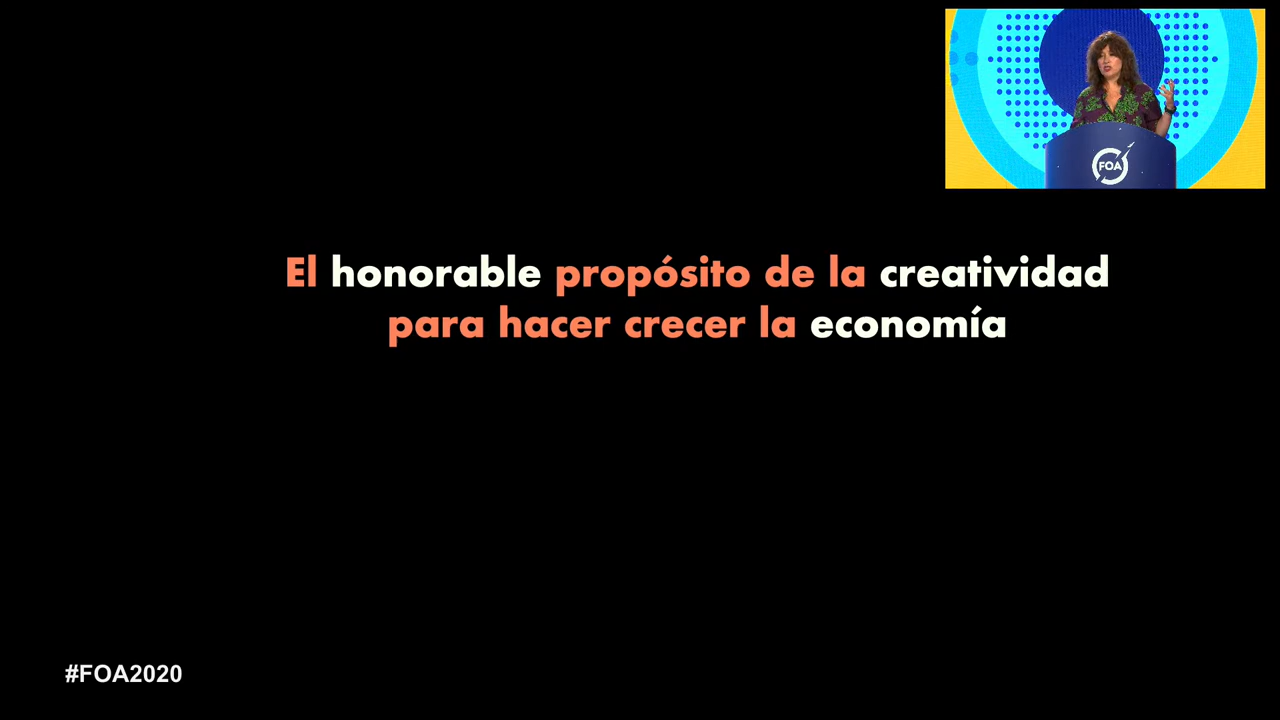 FOA
El honorable propósito de la creatividad
para hacer crecer la economía
#FOA2020